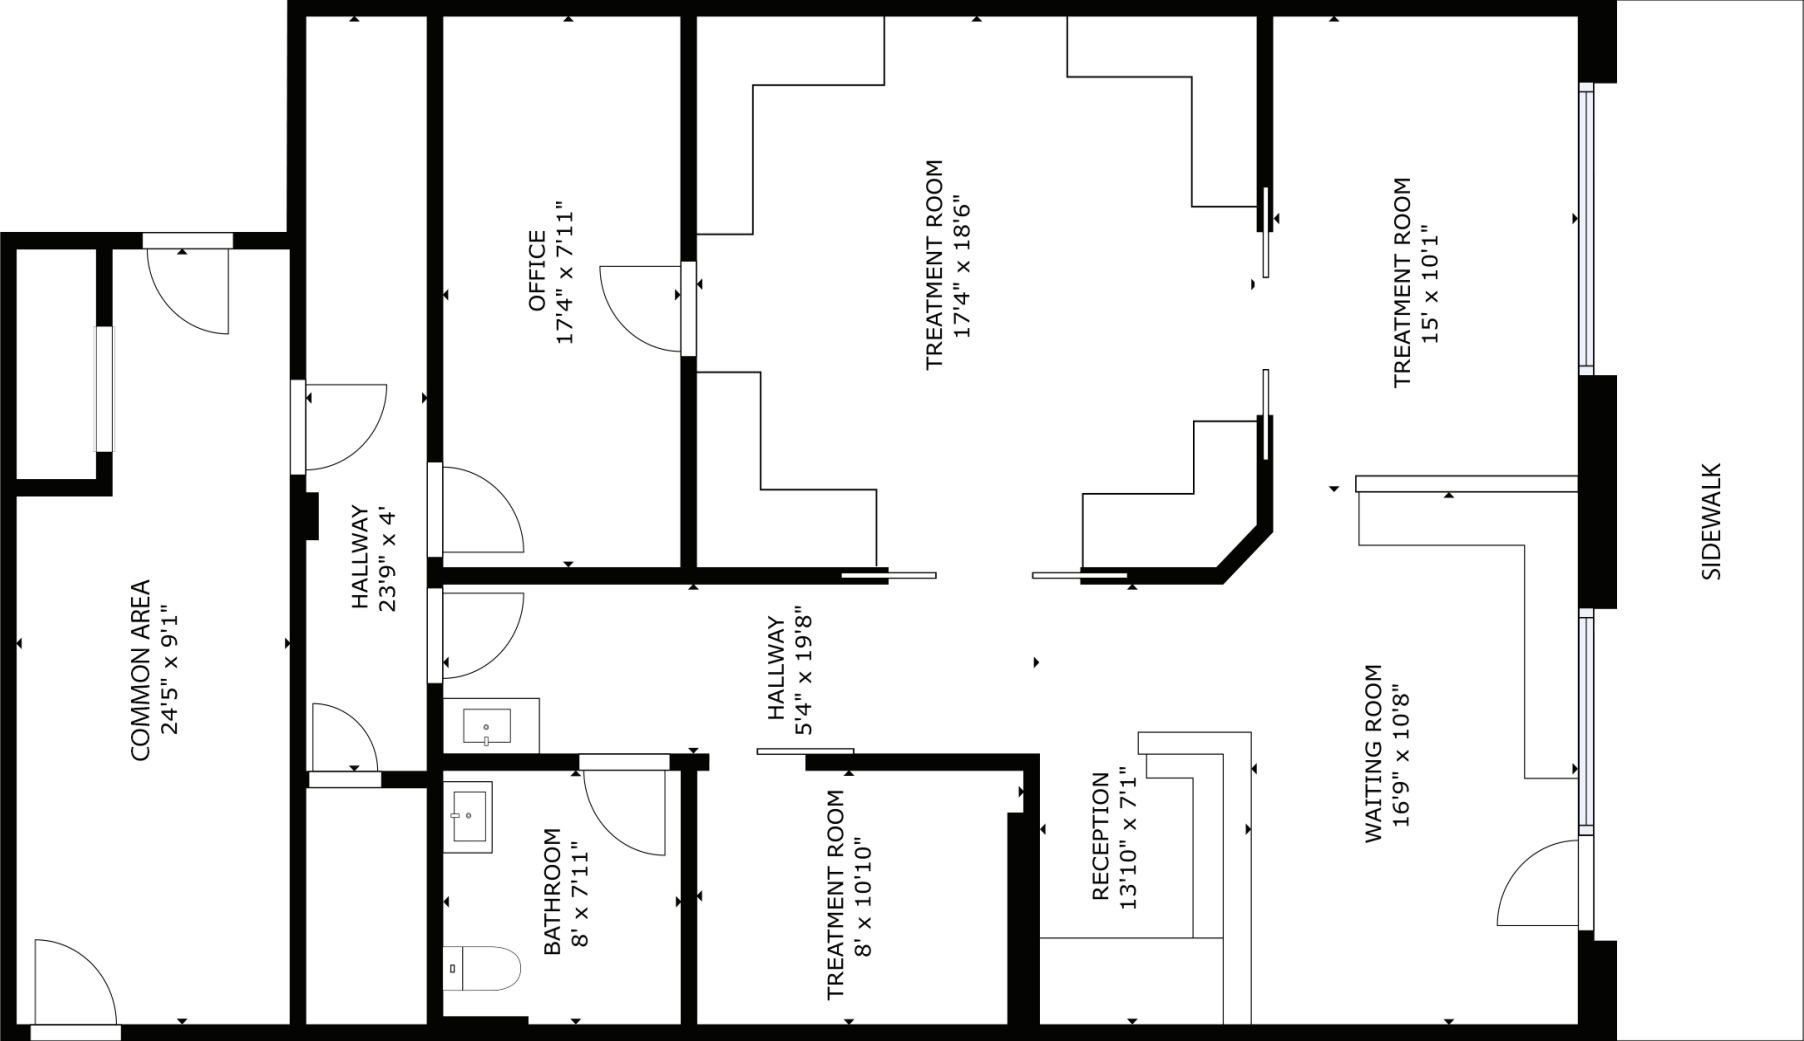 COMMON AREA
24'5" x 9'1"
HALLWAY
23'9" x 4'
OFFICE
17'4" x 7'11"
BATHROOM
8' x 7'11"
HALLWAY
5'4" x 19'8"
TREATMENT ROOM
8' x 10'10"
TREATMENT ROOM
17'4" x 18'6"
RECEPTION
13'10" x 7'1"
TREATMENT ROOM
15' x 10'1"
WAITING ROOM
16'9" x 10'8"
SIDEWALK